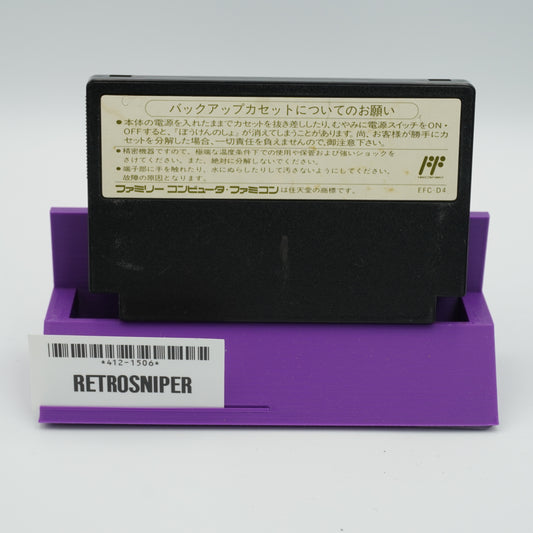 バックアップカセットについてのお願い
●本体の電源を入れたままでカセットを抜き差ししたり、むやみに電源スイッチをON・
OFFすると、「ぼうけんのしょ」が消えてしまうことがあります。尚、お客様が勝手にカ
セットを分解した場合、一切責任を負えませんので、御注意下さい。
●精密機器ですので、極端な温度条件下での使用や保管および強いショックを
さけてください。また、絶対に分解しないでください。
●端子部に手を触れたり、水にぬらしたりして汚さないようにしてください。
故障の原因となります。
ファミリー コンピュータ・ファミコンは任天堂の商標です。
FFC D4
*412-1506*
RETROSNIPER